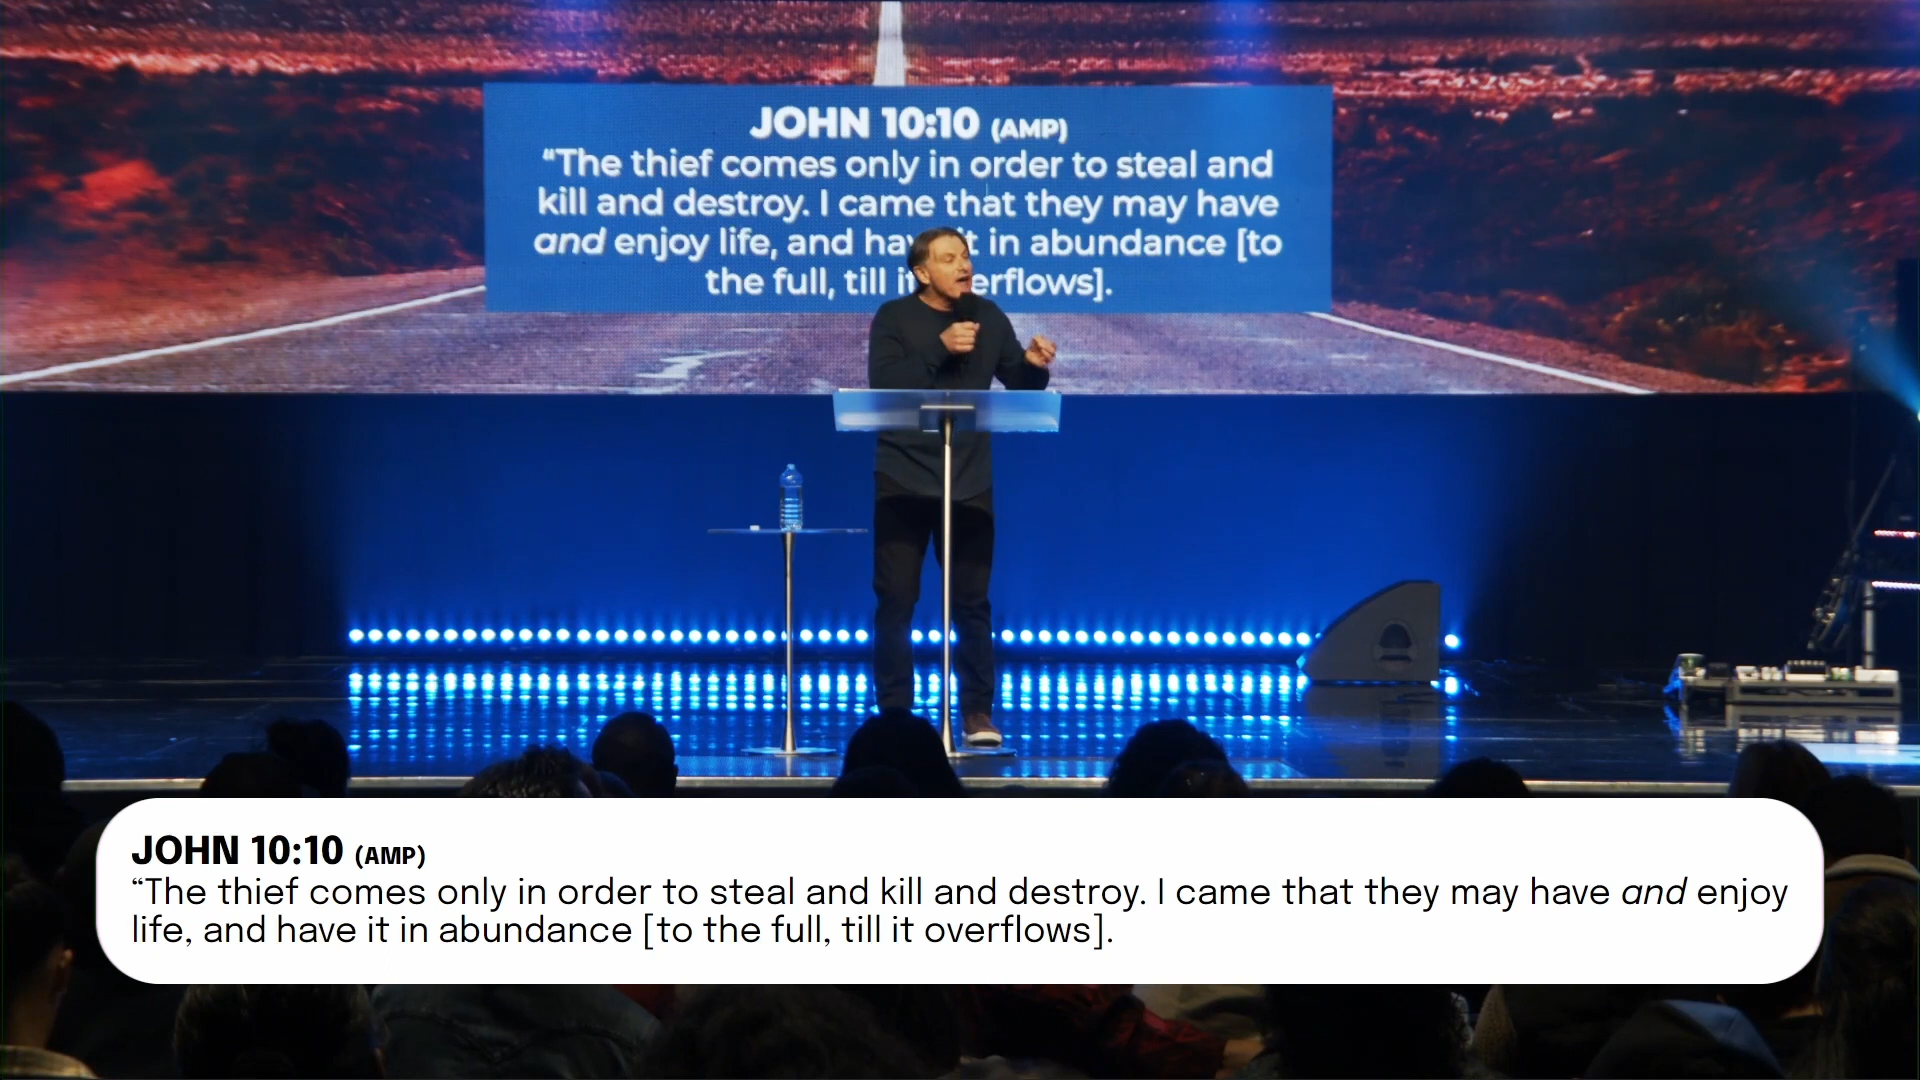 JOHN 10:10 (AMP)
“The thief comes only in order to steal and
kill and destroy. I came that they may have
and enjoy life, and hav it in abundance [to
the full, till it erflows].
JOHN 10:10 (AMP)
“The thief comes only in order to steal and kill and destroy. I came that they may have and enjoy
life, and have it in abundance [to the full, till it overflows].